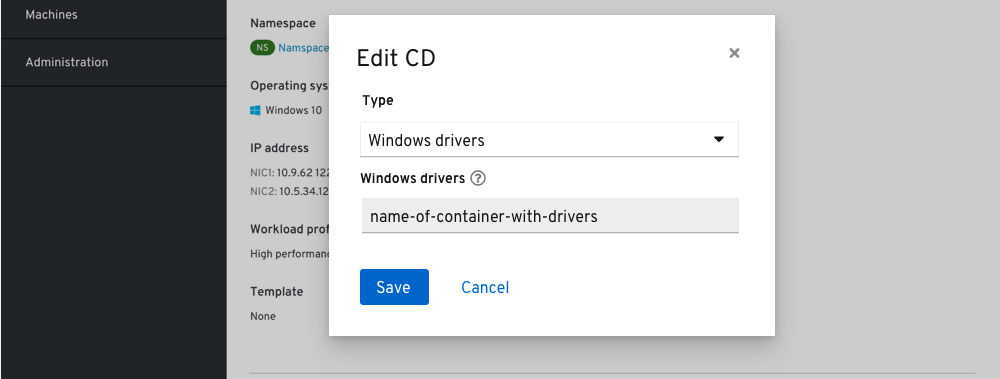 Machines
Administration
Namespace
NS Namspace
Operating sys
Windows 10
IP address
NIC1: 10.9.62 122
NIC2: 10.5.34.12
Workload prof
High performan
Template
None
Edit CD
Type
Windows drivers
Windows drivers
name-of-container-with-drivers
Save Cancel